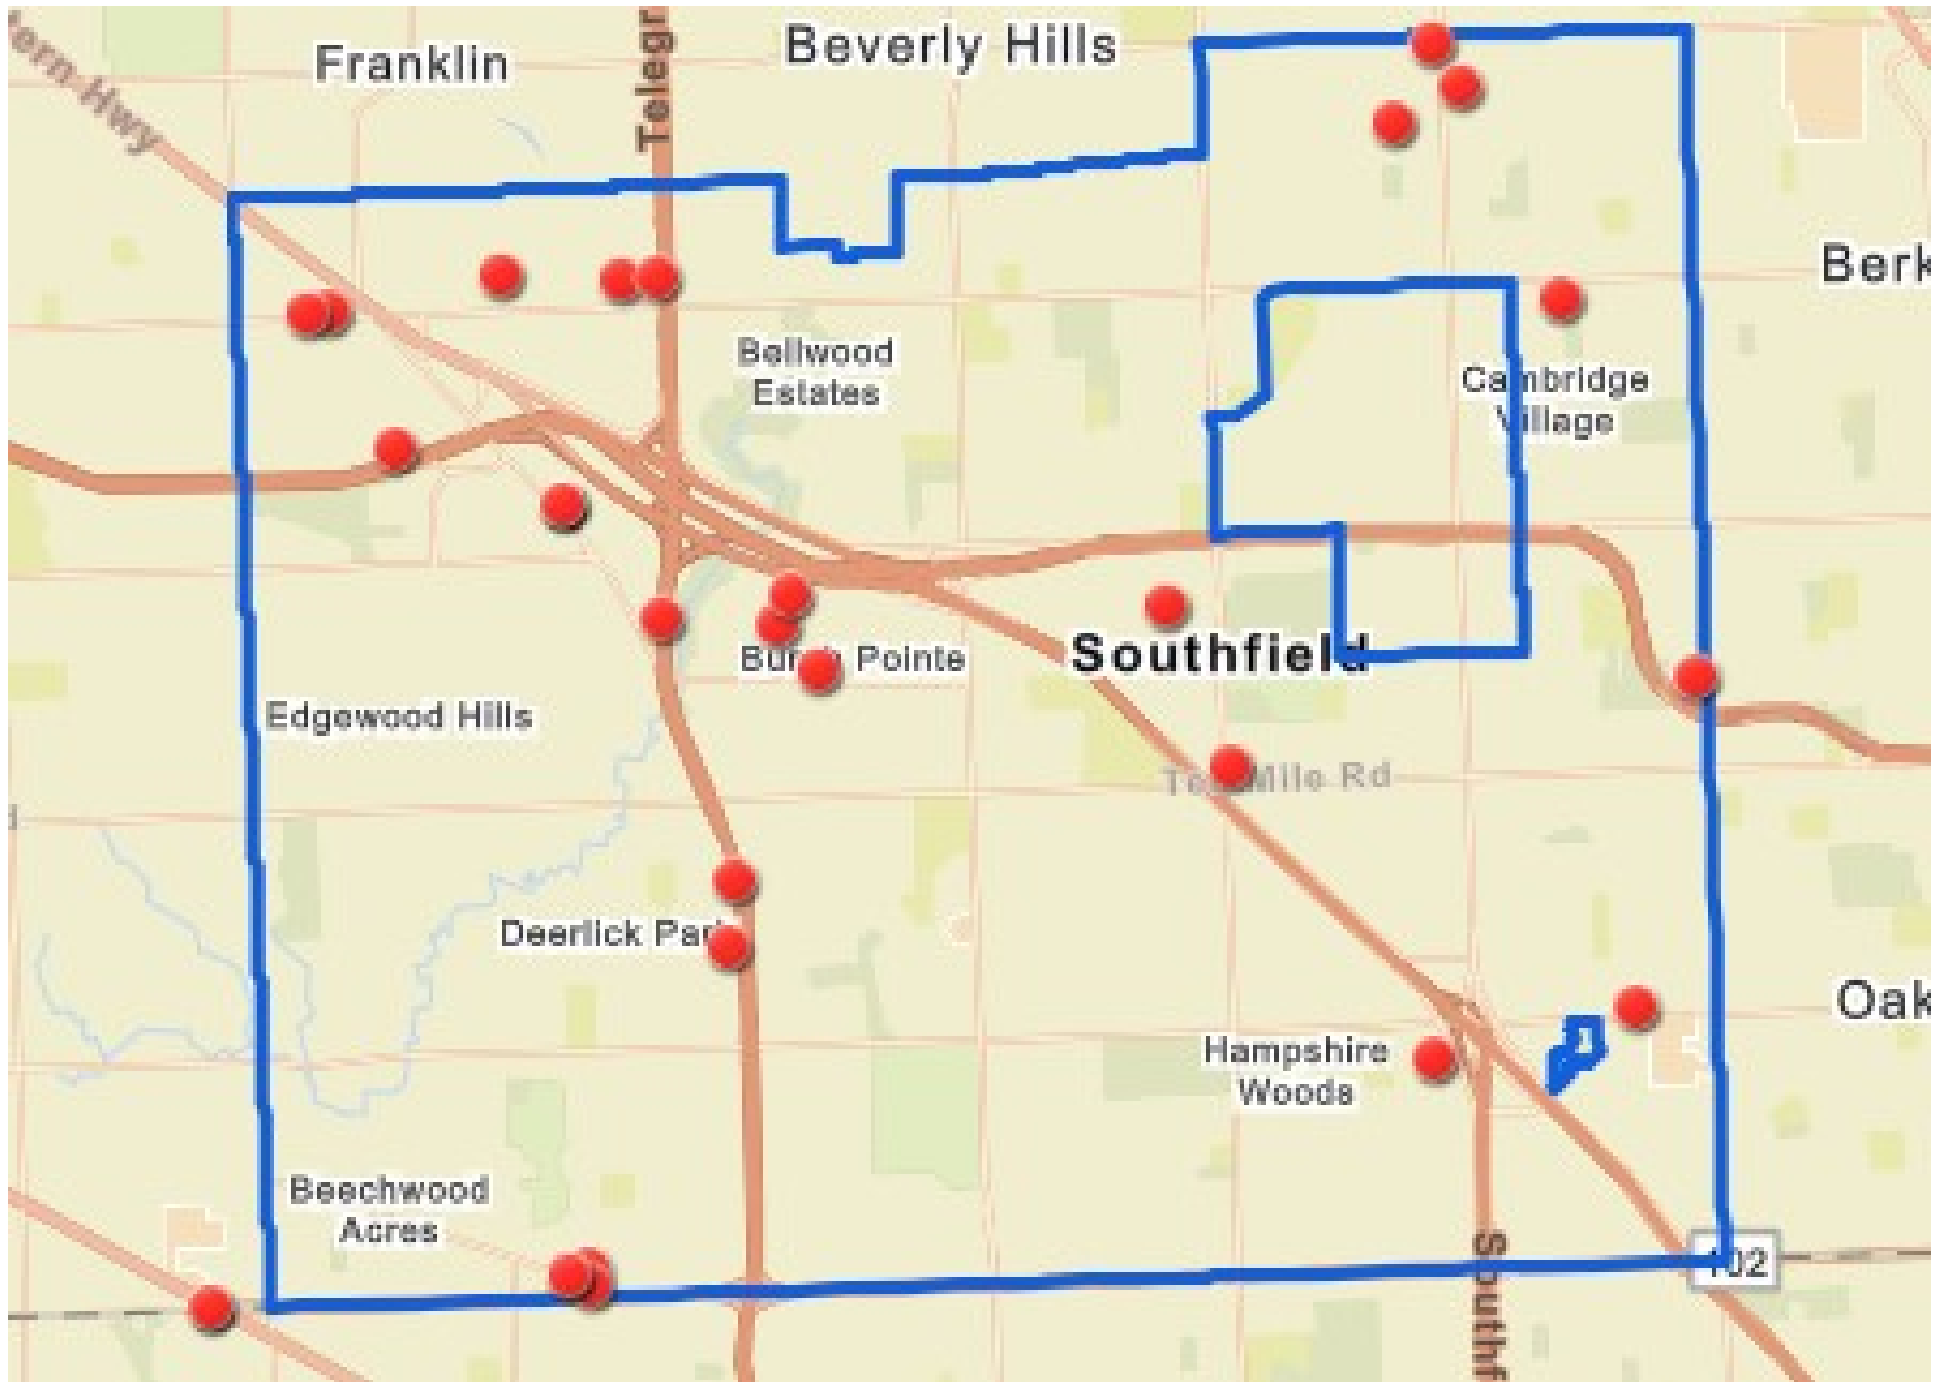 Franklin
Beverly Hills
ern Hwy
Telegr
Berk
Bellwood
Estates
Cambridge
Village
Pointe
Southfield
Edgewood Hills
Mile Rd
Deerlick Park
Oak
Hampshire
Woods
Beechwood
Acres
102
Southf